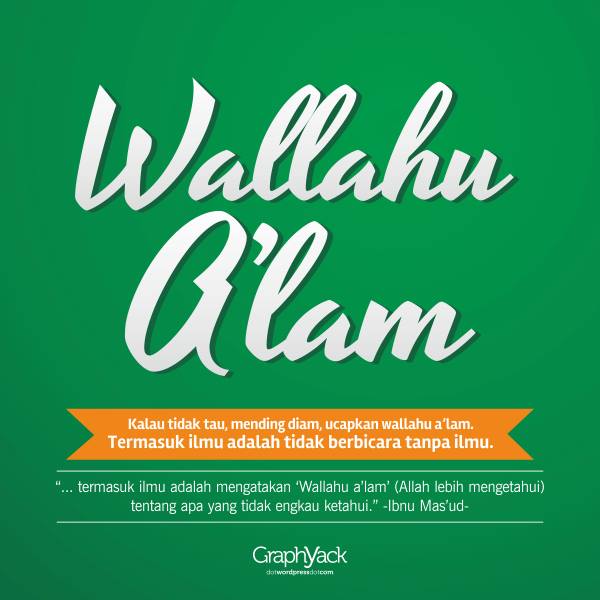 Wallahu
A'lam
Kalau tidak tau, mending diam, ucapkan wallahu a'lam.
Termasuk ilmu adalah tidak berbicara tanpa ilmu.
“... termasuk ilmu adalah mengatakan ‘Wallahu a’lam’ (Allah lebih mengetahui)
tentang apa yang tidak engkau ketahui.” -Ibnu Mas’ud-
GraphYack
dotwordpressdotcom